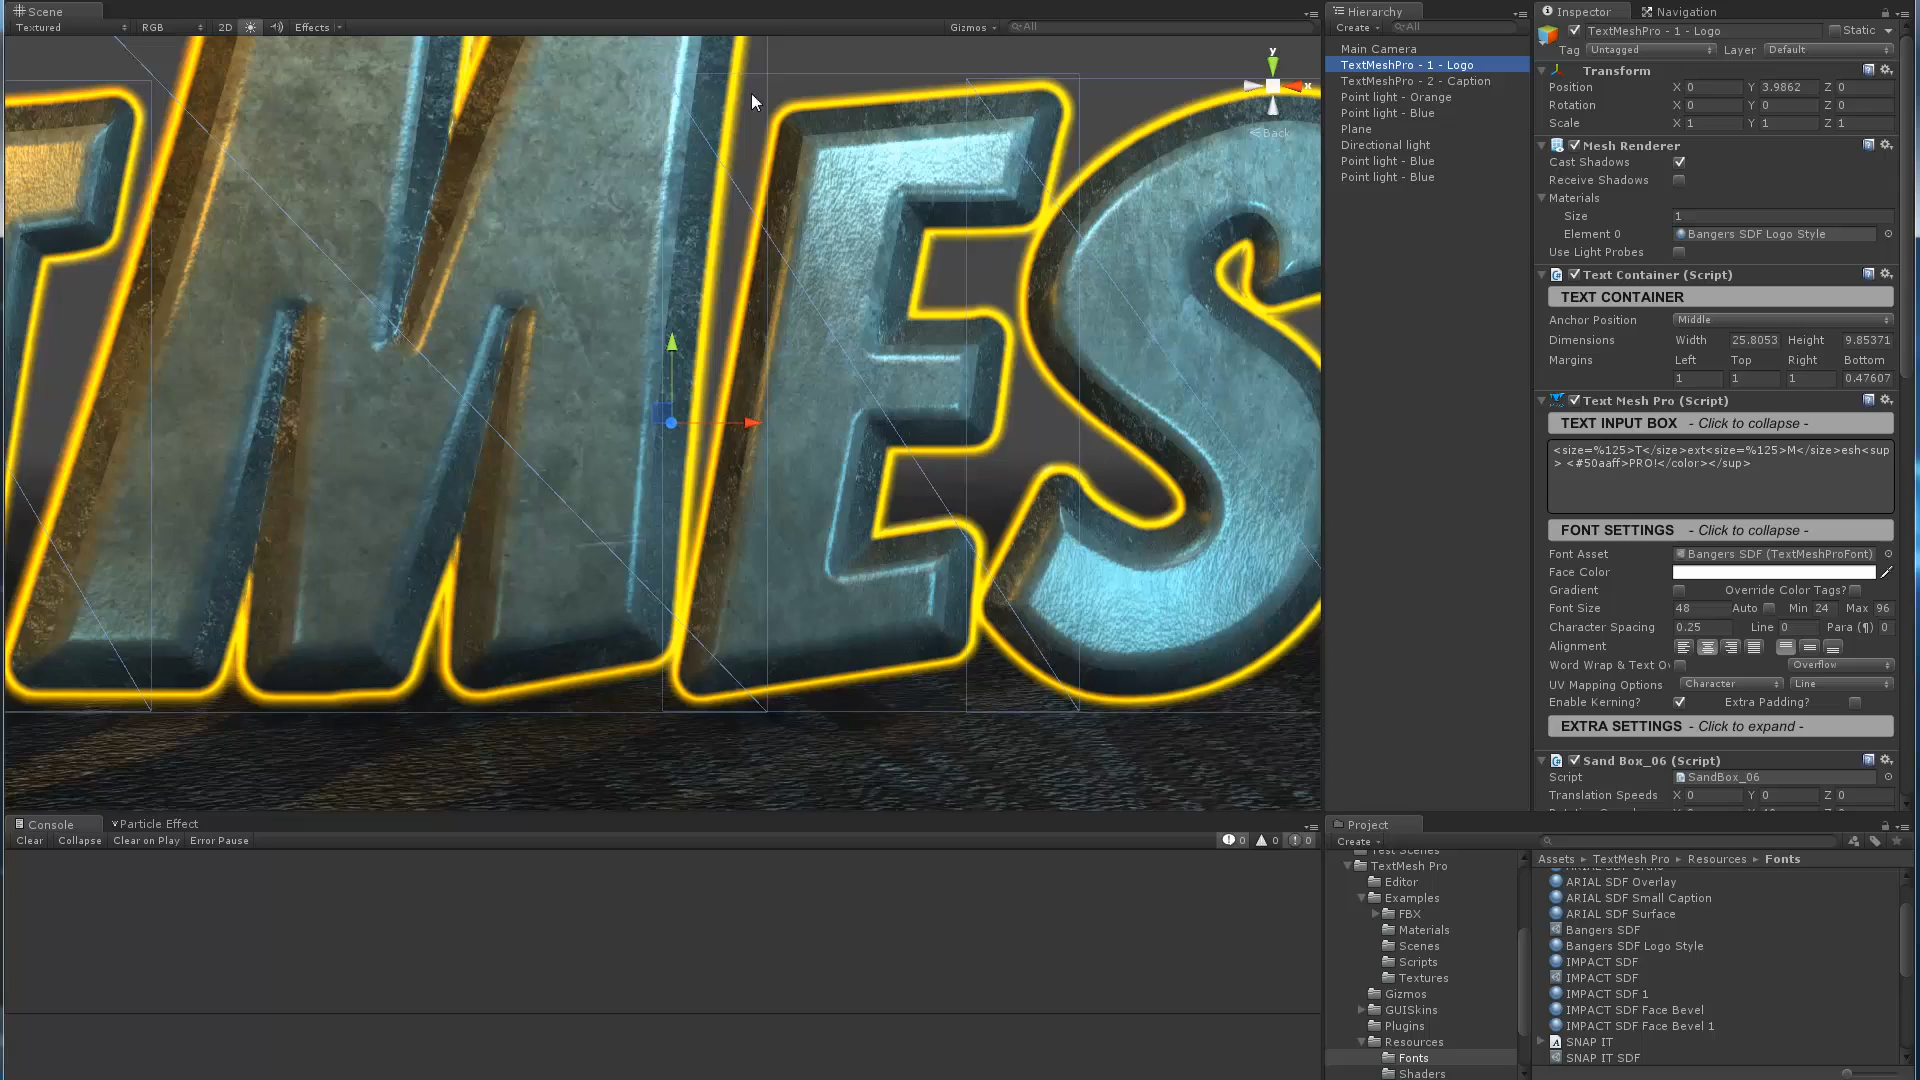 Scene
Textured RGB 2D Effects Gizmos All
y
x
Back
MES
Console Particle Effect
Clear Collapse Clear on Play Error Pause 0 0 0
Hierarchy
Create All
Main Camera
TextMeshPro - 1 - Logo
TextMeshPro - 2 - Caption
Point light - Orange
Point light - Blue
Plane
Directional light
Point light - Blue
Point light - Blue
Inspector Navigation
TextMeshPro - 1 - Logo Static
Tag Untagged Layer Default
Transform
Position X 0 Y 3.9862 Z 0
Rotation X 0 Y 0 Z 0
Scale X 1 Y 1 Z 1
Mesh Renderer
Cast Shadows
Receive Shadows
Materials
Size 1
Element 0 Bangers SDF Logo Style
Use Light Probes
Text Container (Script)
TEXT CONTAINER
Anchor Position Middle
Dimensions Width 25.8053 Height 9.85371
Margins Left Top Right Bottom
1 1 1 0.47607
Text Mesh Pro (Script)
TEXT INPUT BOX - Click to collapse -
<size=%125>T</size>ext<size=%125>M</size>esh<sup
> <#50aaff>PRO!</color></sup>
FONT SETTINGS - Click to collapse -
Font Asset Bangers SDF (TextMeshProFont)
Face Color
Gradient Override Color Tags?
Font Size 48 Auto Min 24 Max 96
Character Spacing 0.25 Line 0 Para (¶) 0
Alignment
Word Wrap & Text O Overflow
UV Mapping Options Character Line
Enable Kerning? Extra Padding?
EXTRA SETTINGS - Click to expand -
Sand Box_06 (Script)
Script SandBox_06
Translation Speeds X 0 Y 0 Z 0
Project
Create
Test Scenes
TextMesh Pro
Editor
Examples
FBX
Materials
Scenes
Scripts
Textures
Gizmos
GUISkins
Plugins
Resources
Fonts
Shaders
Assets ▸ TextMesh Pro ▸ Resources ▸ Fonts
ARIAL SDF Overlay
ARIAL SDF Small Caption
ARIAL SDF Surface
Bangers SDF
Bangers SDF Logo Style
IMPACT SDF
IMPACT SDF
IMPACT SDF 1
IMPACT SDF Face Bevel
IMPACT SDF Face Bevel 1
SNAP IT
SNAP IT SDF